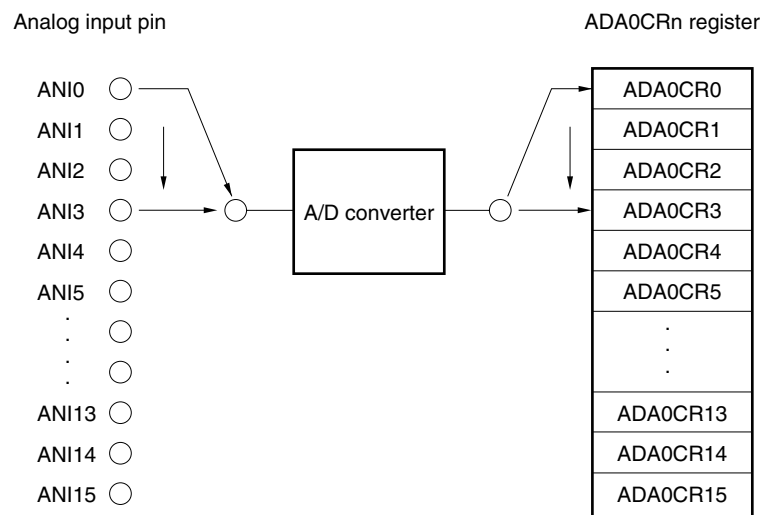 Analog input pin
ADA0CRn register
ANI0
ANI1
ANI2
ANI3
ANI4
ANI5
.
.
.
.
ANI13
ANI14
ANI15
A/D converter
ADA0CR0
ADA0CR1
ADA0CR2
ADA0CR3
ADA0CR4
ADA0CR5
.
.
.
ADA0CR13
ADA0CR14
ADA0CR15